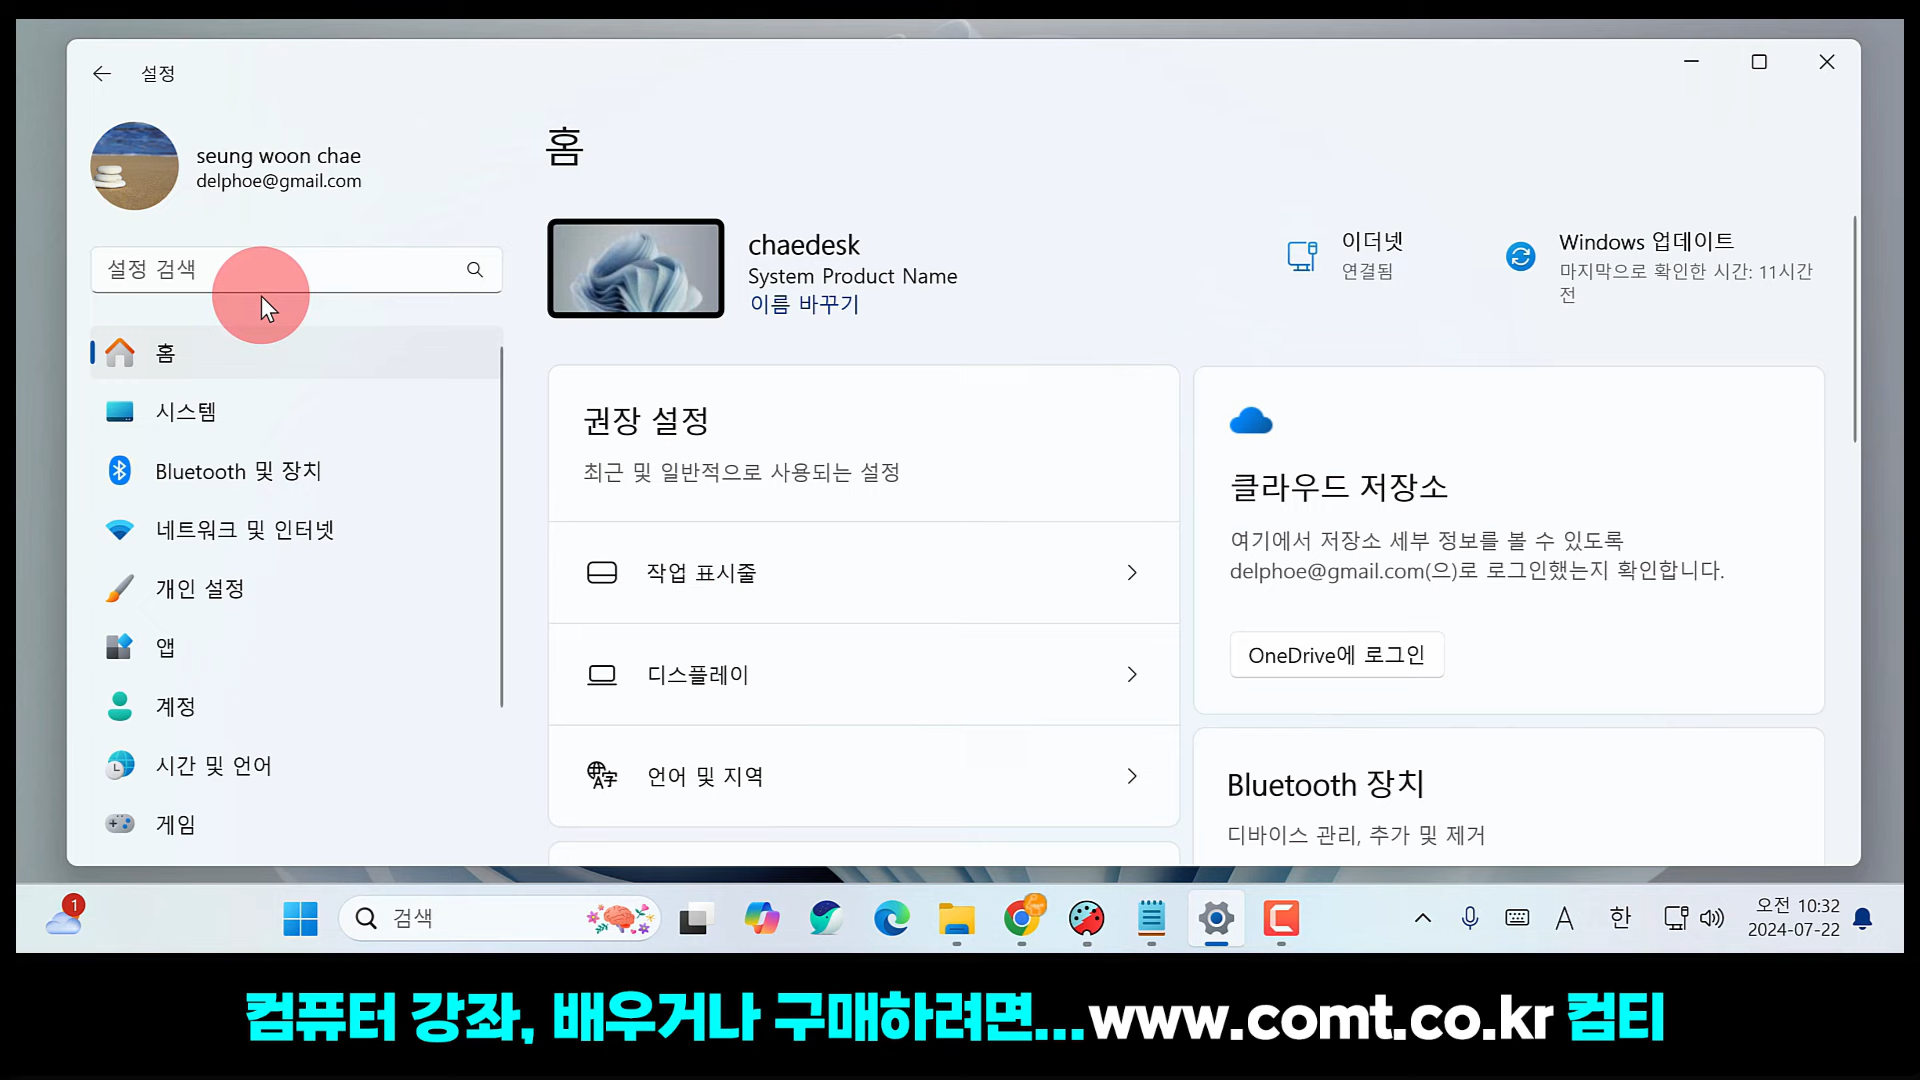 설정
seung woon chae
delphoe@gmail.com
설정 검색
홈
시스템
Bluetooth 및 장치
네트워크 및 인터넷
개인 설정
앱
계정
시간 및 언어
게임
홈
chaedesk
System Product Name
이름 바꾸기
이더넷
연결됨
Windows 업데이트
마지막으로 확인한 시간: 11시간
전
권장 설정
최근 및 일반적으로 사용되는 설정
작업 표시줄
디스플레이
언어 및 지역
클라우드 저장소
여기에서 저장소 세부 정보를 볼 수 있도록
delphoe@gmail.com(으)로 로그인했는지 확인합니다.
OneDrive에 로그인
Bluetooth 장치
디바이스 관리, 추가 및 제거
1
검색
A
한
오전 10:32
2024-07-22
컴퓨터 강좌, 배우거나 구매하려면...www.comt.co.kr 컴티